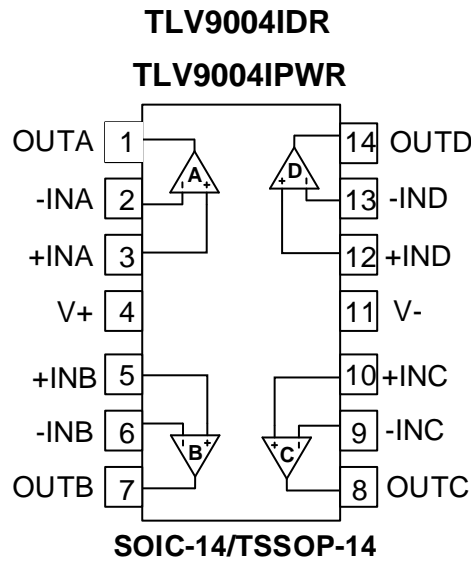 TLV9004IDR
TLV9004IPWR
OUTA 1 14 OUTD
A D
- + + -
-INA 2 13 -IND
+INA 3 12 +IND
V+ 4 11 V-
+INB 5 10 +INC
-INB 6 9 -INC
- + + -
B C
OUTB 7 8 OUTC
SOIC-14/TSSOP-14